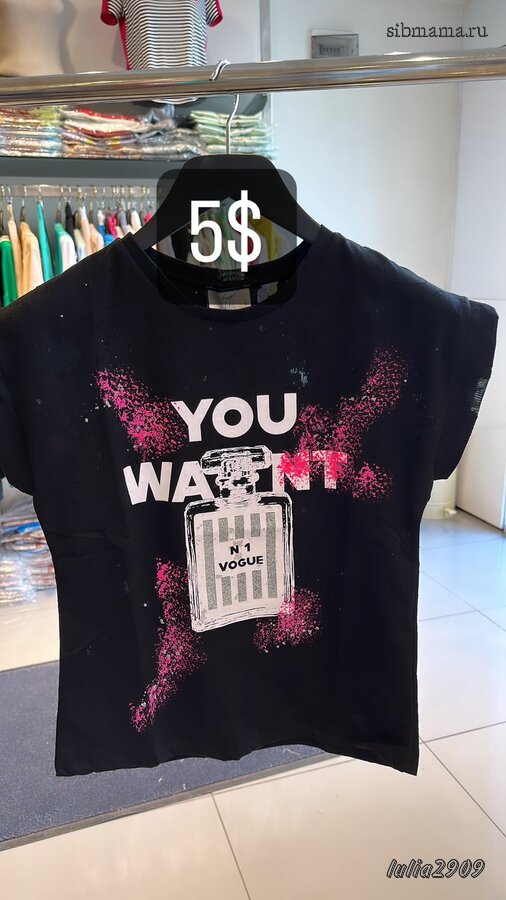 sibmama.ru
5$
YOU
WANT
N 1
VOGUE
lulia2909